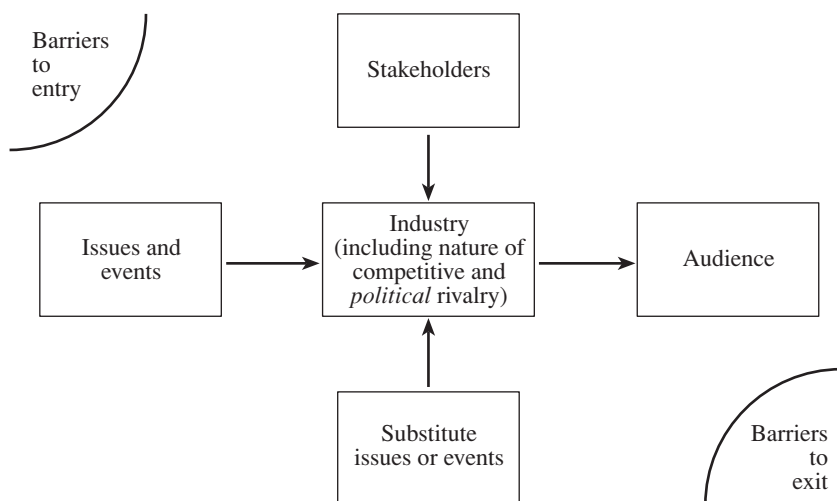 Barriers
to
entry
Stakeholders
Issues and
events
Industry
(including nature of
competitive and
political rivalry)
Audience
Substitute
issues or events
Barriers
to
exit